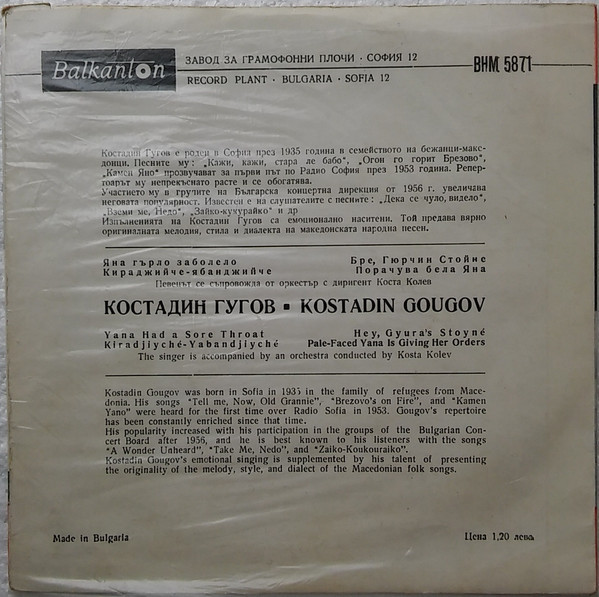 Balkanton
ЗАВОД ЗА ГРАМОФОННИ ПЛОЧИ · СОФИЯ 12
RECORD PLANT · BULGARIA · SOFIA 12
ВНМ 5871
Костадин Гугов е роден в София през 1935 година в семейството на бежанци-маке-
донци. Песните му: „Кажи, кажи, стара ле бабо“, „Огон го горит Брезово“,
„Камен Яно“ прозвучават за първи път по Радио София през 1953 година. Репер-
тоарът му непрекъснато расте и се обогатява.
Участието му в групите на Българска концертна дирекция от 1956 г. увеличава
неговата популярност. Известен е на слушателите с песните: „Дека се чуло, видело“,
„Вземи ме, Недо“, „Зайко-кукурайко“ и др
Изпълненията на Костадин Гугов са емоционално наситени. Той предава вярно
оригиналната мелодия, стила и диалекта на македонската народна песен.
Яна гърло заболело
Бре, Гюрчин Стойне
Кираджийче-ябанджийче
Порачува бела Яна
Певецът се съпровожда от оркестър с диригент Коста Колев
КОСТАДИН ГУГОВ ▪ KOSTADIN GOUGOV
Yana Had a Sore Throat
Hey, Gyura's Stoyné
Kiradjiyché-Yabandjiyché
Pale-Faced Yana Is Giving Her Orders
The singer is accompanied by an orchestra conducted by Kosta Kolev
Kostadin Gougov was born in Sofia in 1935 in the family of refugees from Mace-
donia. His songs "Tell me, Now, Old Grannie", "Brezovo's on Fire", and "Kamen
Yano" were heard for the first time over Radio Sofia in 1953. Gougov's repertoire
has been constantly enriched since that time.
His popularity increased with his participation in the groups of the Bulgarian Con-
cert Board after 1956, and he is best known to his listeners with the songs
"A Wonder Unheard", "Take Me, Nedo", and "Zaiko-Koukouraiko".
Kostadin Gougov's emotional singing is supplemented by his talent of presenting
the originality of the melody, style, and dialect of the Macedonian folk songs.
Made in Bulgaria
Цена 1,20 лева